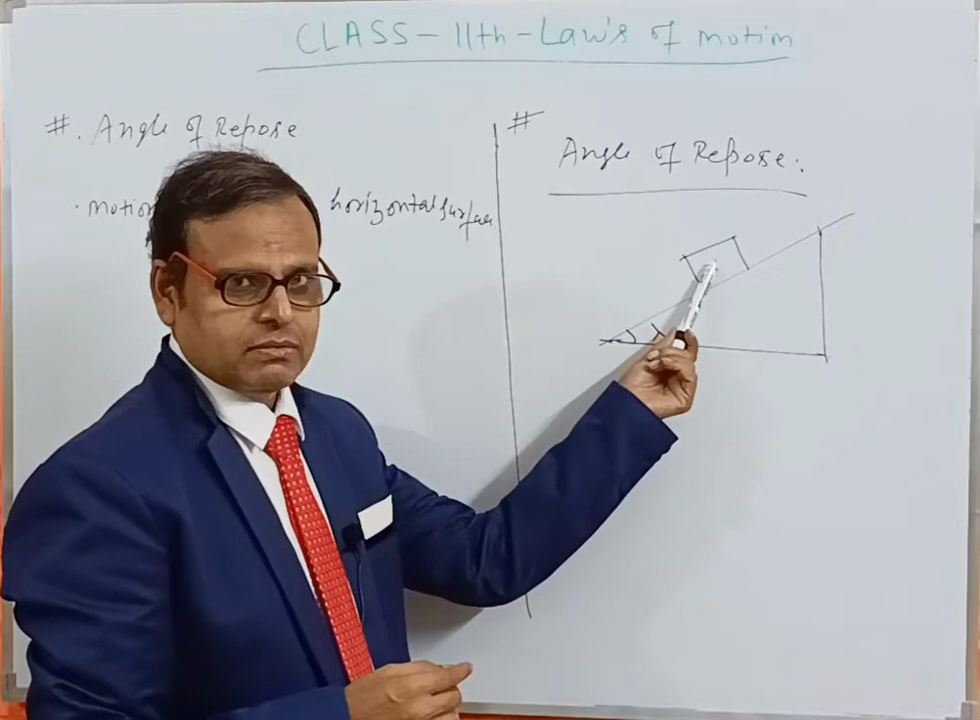 CLASS - 11th - Law's of motion
#. Angle of Repose
· motion horizontal surface
#
Angle of Repose.